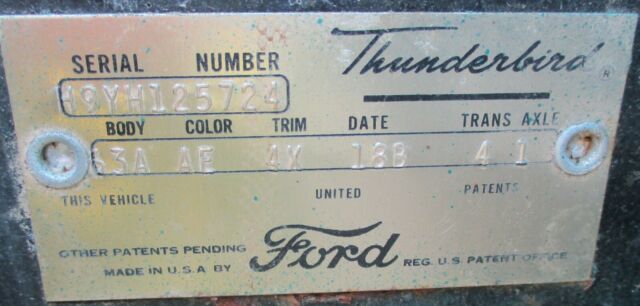 SERIAL NUMBER Thunderbird®
H9YH125724
BODY COLOR TRIM DATE TRANS AXLE
63A AE 4X 18B 4 1
THIS VEHICLE UNITED PATENTS
OTHER PATENTS PENDING
MADE IN U.S.A BY Ford REG. U.S PATENT OFFICE